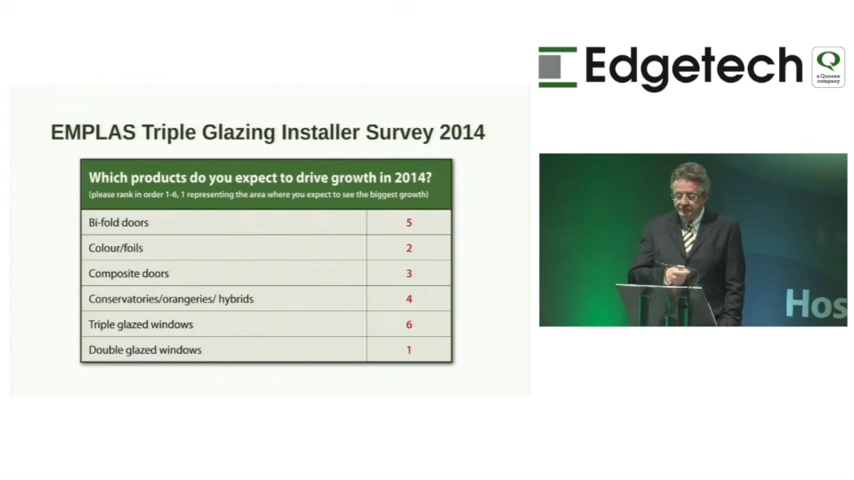 Edgetech
Q
a Quanex
company
EMPLAS Triple Glazing Installer Survey 2014
Which products do you expect to drive growth in 2014?
(please rank in order 1-6, 1 representing the area where you expect to see the biggest growth)
Bi-fold doors 5
Colour/foils 2
Composite doors 3
Conservatories/orangeries/ hybrids 4
Triple glazed windows 6
Double glazed windows 1
Hos